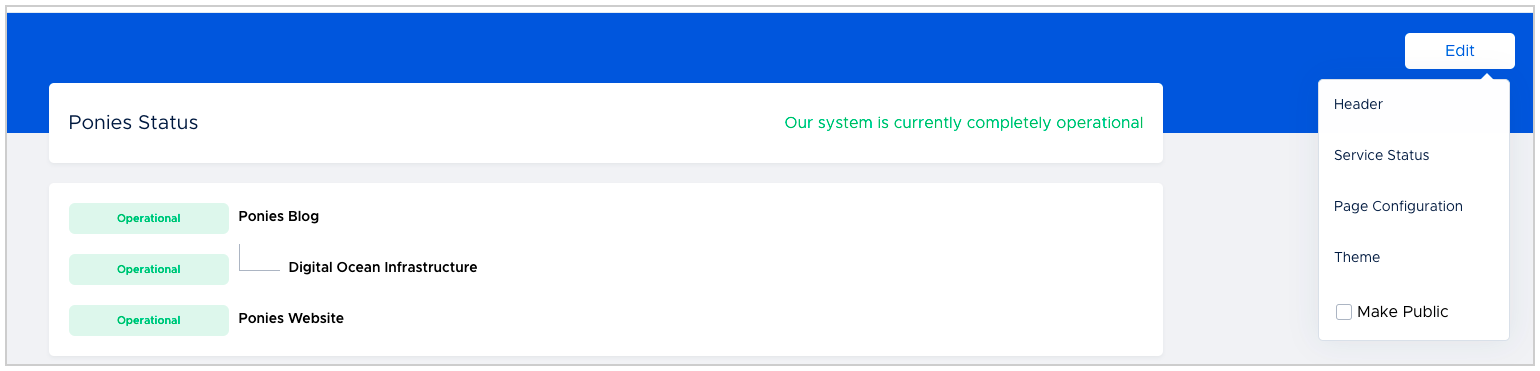 Edit
Header
Ponies Status
Our system is currently completely operational
Service Status
Page Configuration
Operational Ponies Blog
Theme
Operational Digital Ocean Infrastructure
Make Public
Operational Ponies Website